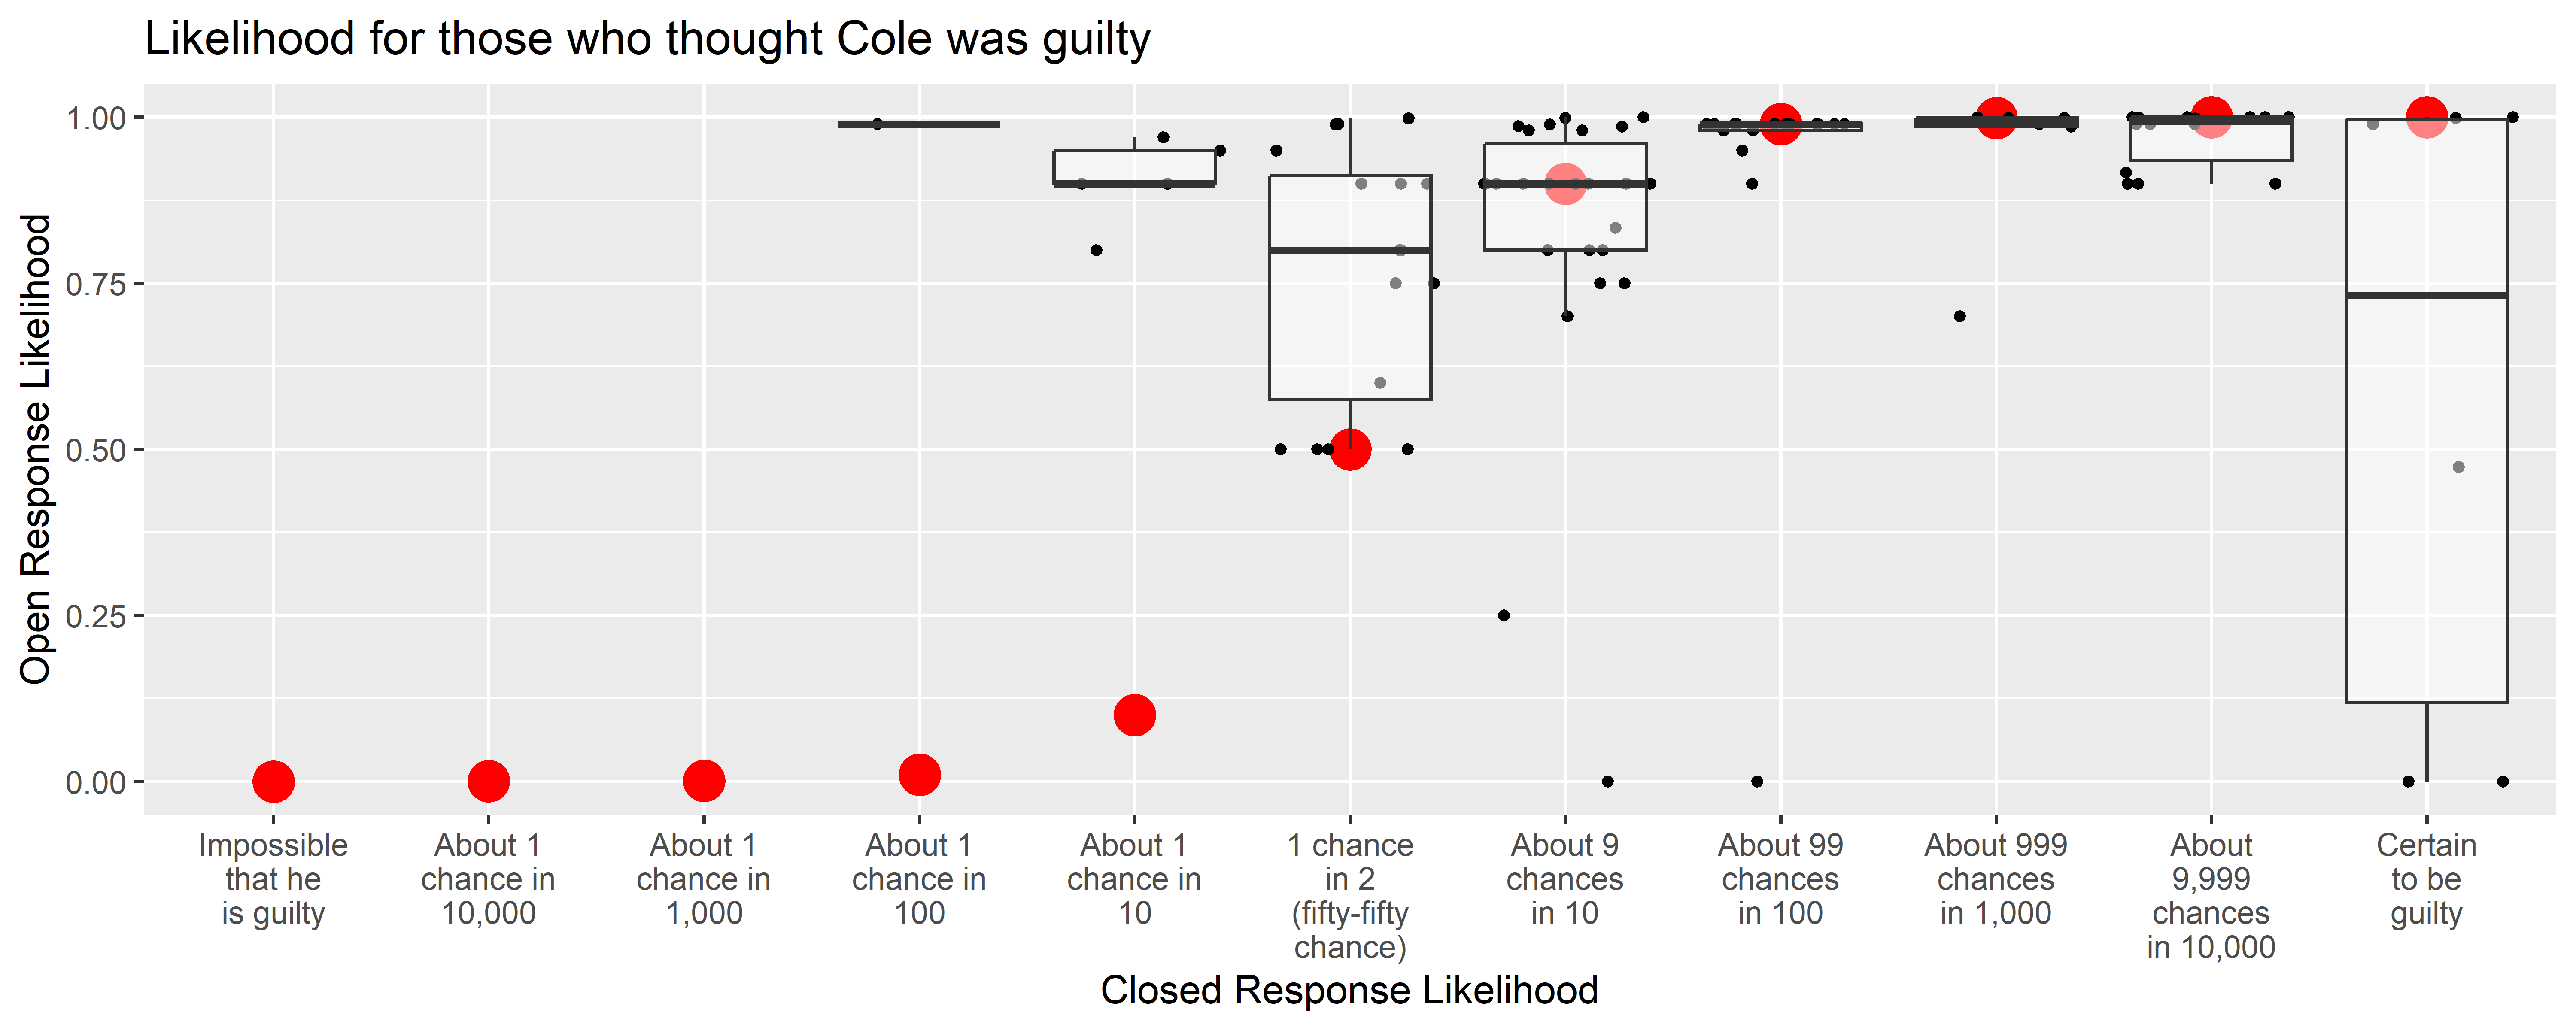 Likelihood for those who thought Cole was guilty
Open Response Likelihood
1.00
0.75
0.50
0.25
0.00
Impossible
that he
is guilty
About 1
chance in
10,000
About 1
chance in
1,000
About 1
chance in
100
About 1
chance in
10
1 chance
in 2
(fifty-fifty
chance)
About 9
chances
in 10
About 99
chances
in 100
About 999
chances
in 1,000
About
9,999
chances
in 10,000
Certain
to be
guilty
Closed Response Likelihood